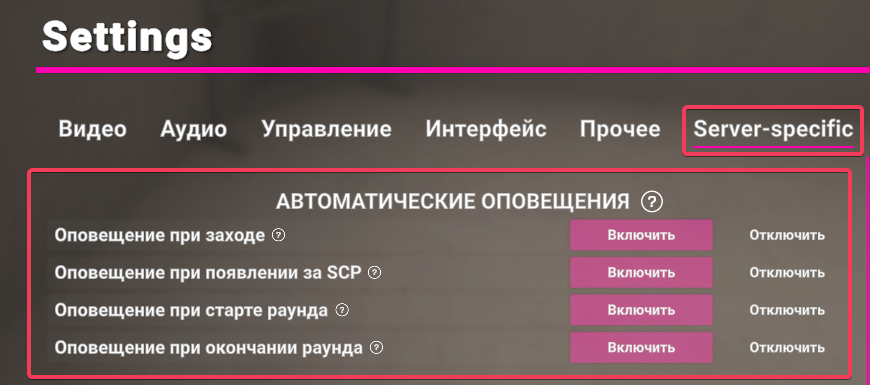 Settings
Видео Аудио Управление Интерфейс Прочее Server-specific
АВТОМАТИЧЕСКИЕ ОПОВЕЩЕНИЯ ?
Оповещение при заходе ? Включить Отключить
Оповещение при появлении за SCP ? Включить Отключить
Оповещение при старте раунда ? Включить Отключить
Оповещение при окончании раунда ? Включить Отключить